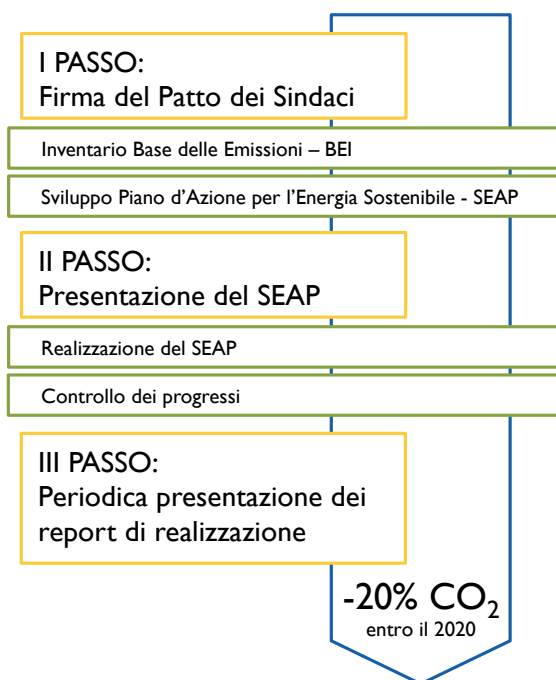 I PASSO:
Firma del Patto dei Sindaci
Inventario Base delle Emissioni – BEI
Sviluppo Piano d'Azione per l'Energia Sostenibile - SEAP
II PASSO:
Presentazione del SEAP
Realizzazione del SEAP
Controllo dei progressi
III PASSO:
Periodica presentazione dei
report di realizzazione
-20% CO₂
entro il 2020